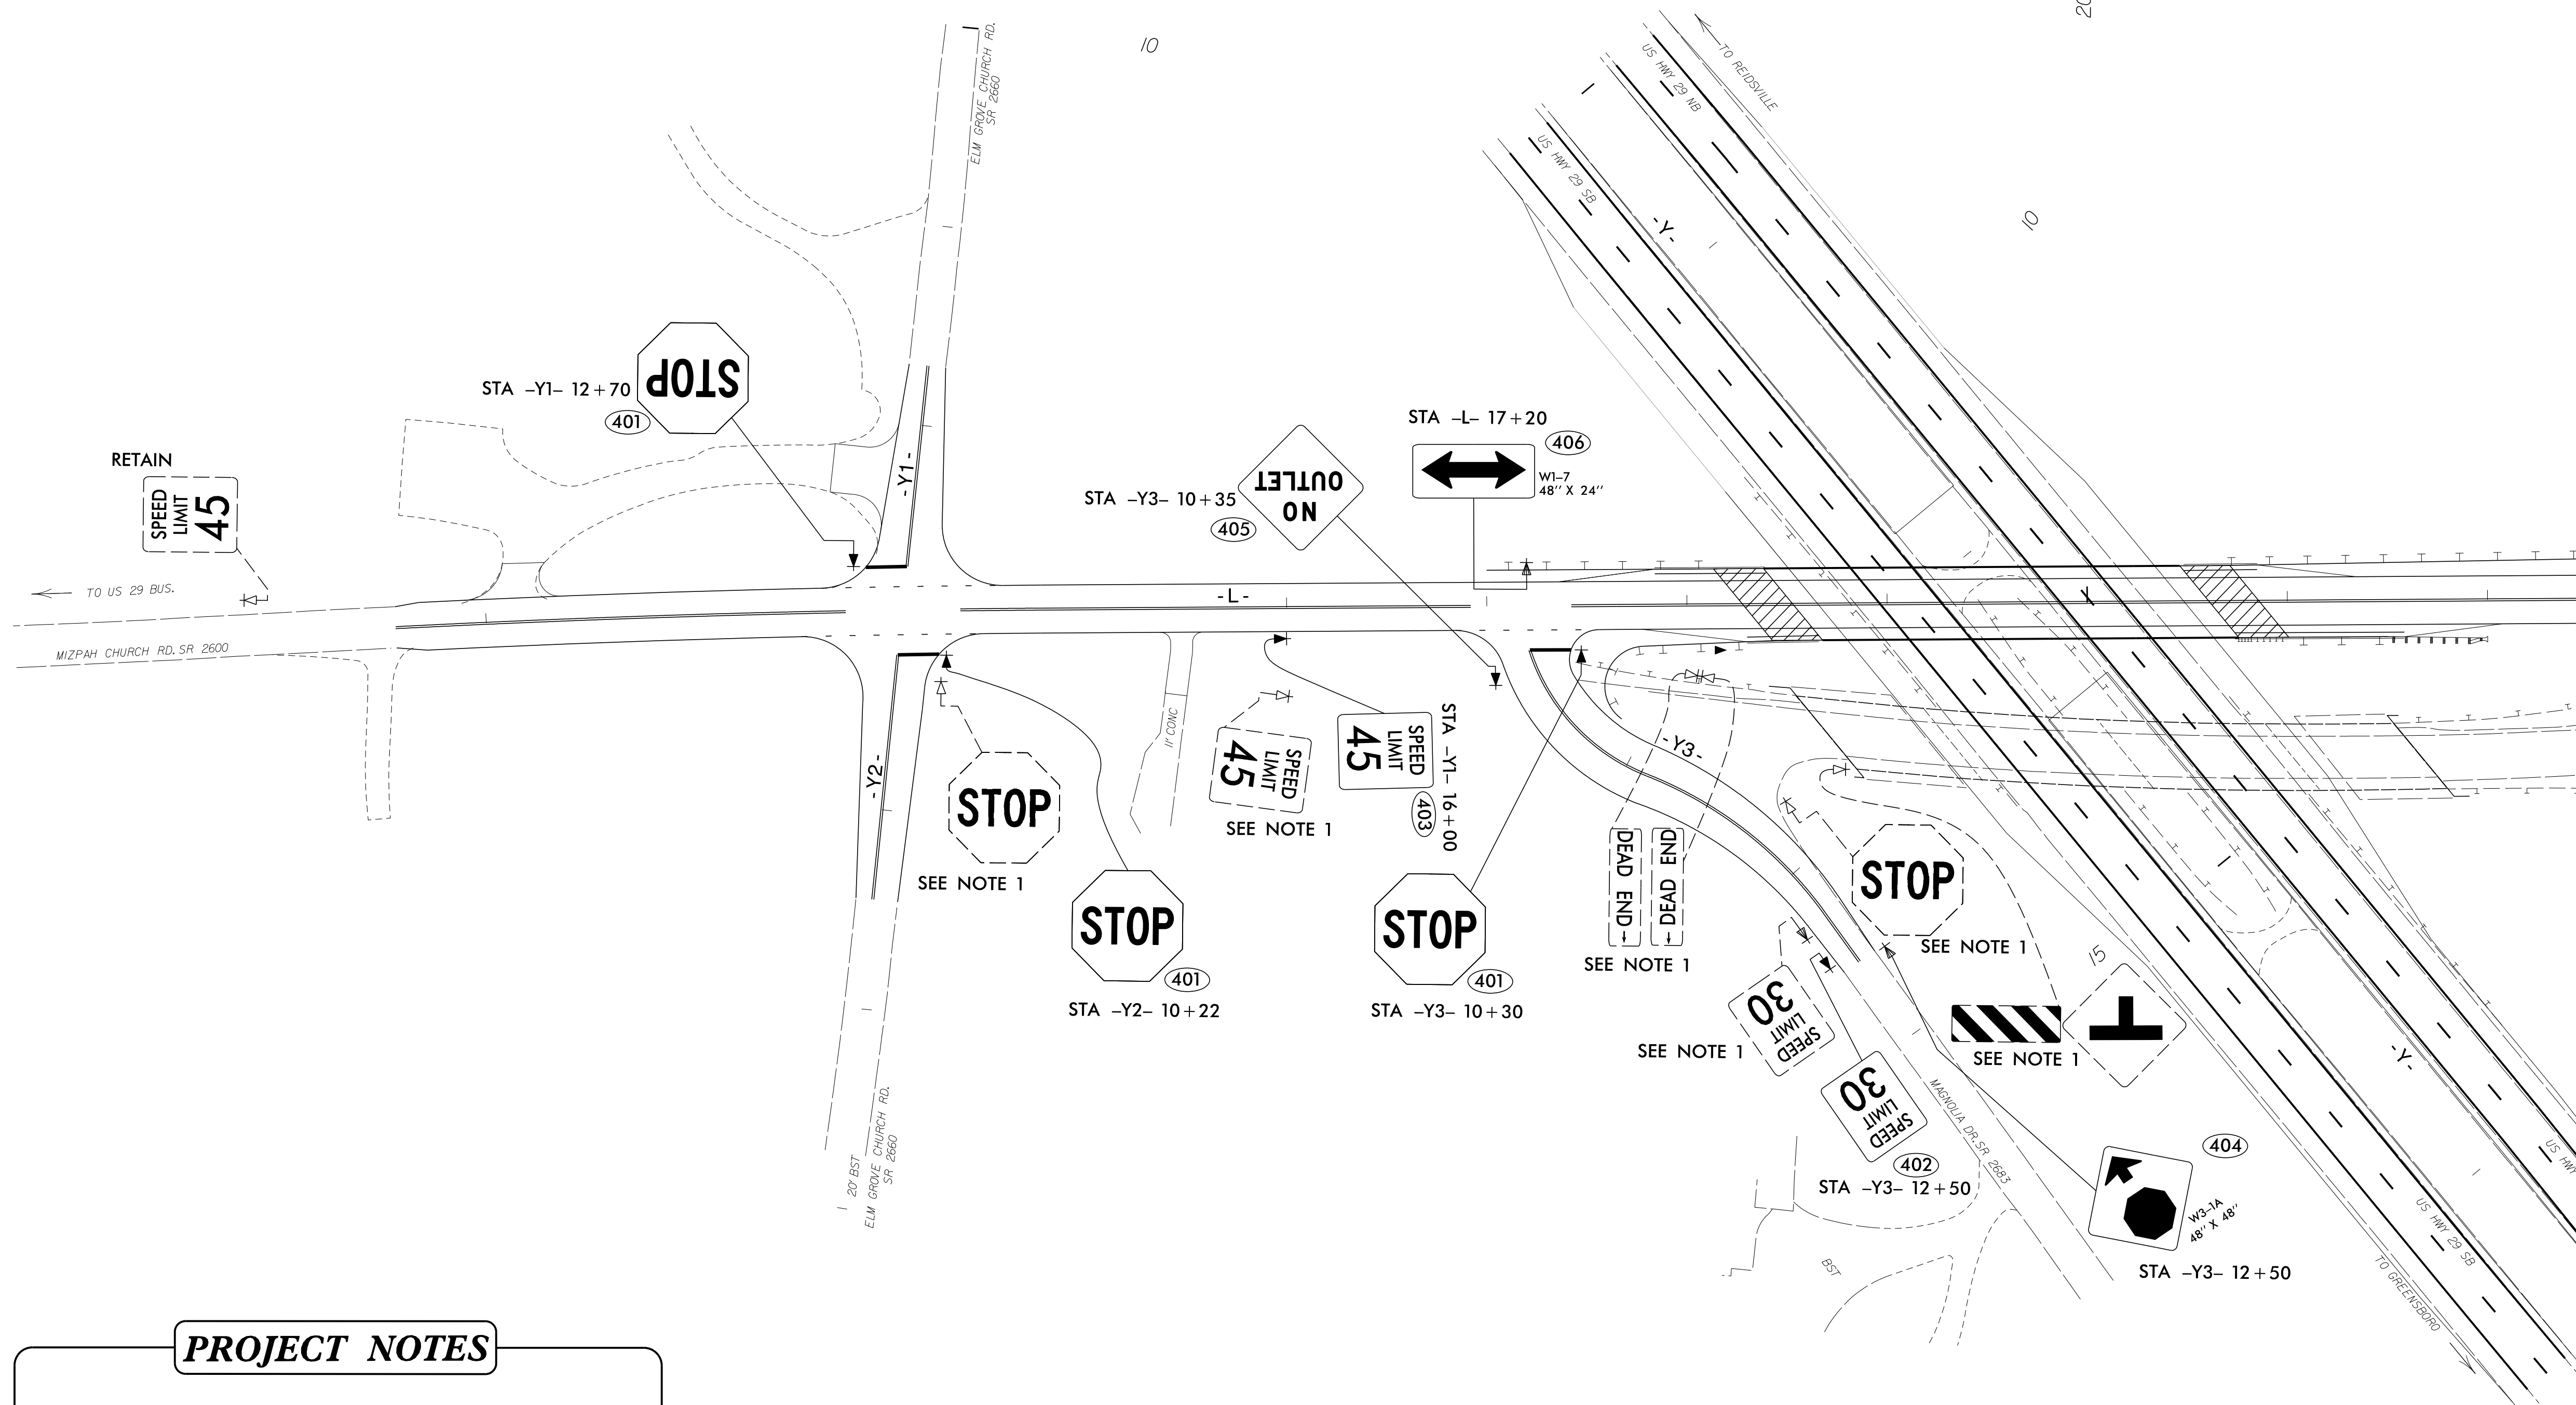 10
20
TO REIDSVILLE
US HWY 29 NB
US HWY 29 SB
-Y-
10
ELM GROVE CHURCH RD.
SR 2660
STOP
STA -Y1- 12+70
401
-Y1-
RETAIN
SPEED
LIMIT
45
TO US 29 BUS.
MIZPAH CHURCH RD. SR 2600
NO
OUTLET
STA -Y3- 10+35
405
STA -L- 17+20
406
W1-7
48'' X 24''
-L-
-Y2-
STOP
SEE NOTE 1
11' CONC
SPEED
LIMIT
45
SEE NOTE 1
SPEED
LIMIT
45
STA -Y1- 16+00
403
-Y3-
STOP
401
STA -Y2- 10+22
STOP
401
STA -Y3- 10+30
DEAD END
DEAD END
SEE NOTE 1
STOP
SEE NOTE 1
15
SEE NOTE 1
SPEED
LIMIT
30
SEE NOTE 1
SPEED
LIMIT
30
402
STA -Y3- 12+50
MAGNOLIA DR. SR 2683
404
W3-1A
48'' X 48''
STA -Y3- 12+50
-Y-
US HWY
US HWY 29 SB
TO GREENSBORO
BST
20' BST
ELM GROVE CHURCH RD.
SR 2660
PROJECT NOTES